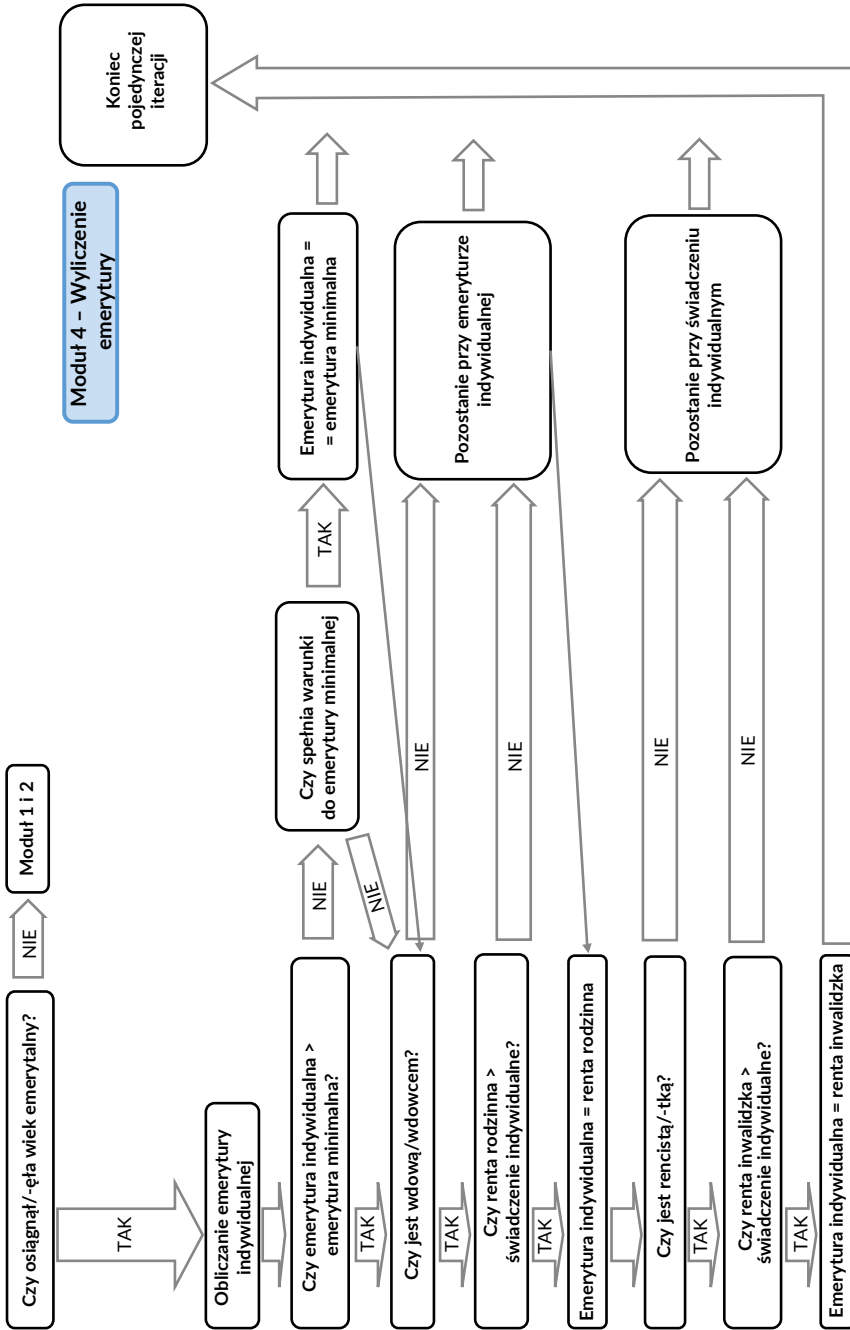 Moduł 4 – Wyliczenie
emerytury
Koniec
pojedynczej
iteracji
Czy osiągnął/-ęła wiek emerytalny?
NIE
Moduł 1 i 2
TAK
Obliczanie emerytury
indywidualnej
Czy emerytura indywidualna >
emerytura minimalna?
NIE
Czy spełnia warunki
do emerytury minimalnej
TAK
Emerytura indywidualna =
= emerytura minimalna
NIE
TAK
Czy jest wdową/wdowcem?
NIE
Pozostanie przy emeryturze
indywidualnej
TAK
Czy renta rodzinna >
świadczenie indywidualne?
NIE
TAK
Emerytura indywidualna = renta rodzinna
Czy jest rencistą/-tką?
NIE
Pozostanie przy świadczeniu
indywidualnym
TAK
Czy renta inwalidzka >
świadczenie indywidualne?
NIE
TAK
Emerytura indywidualna = renta inwalidzka